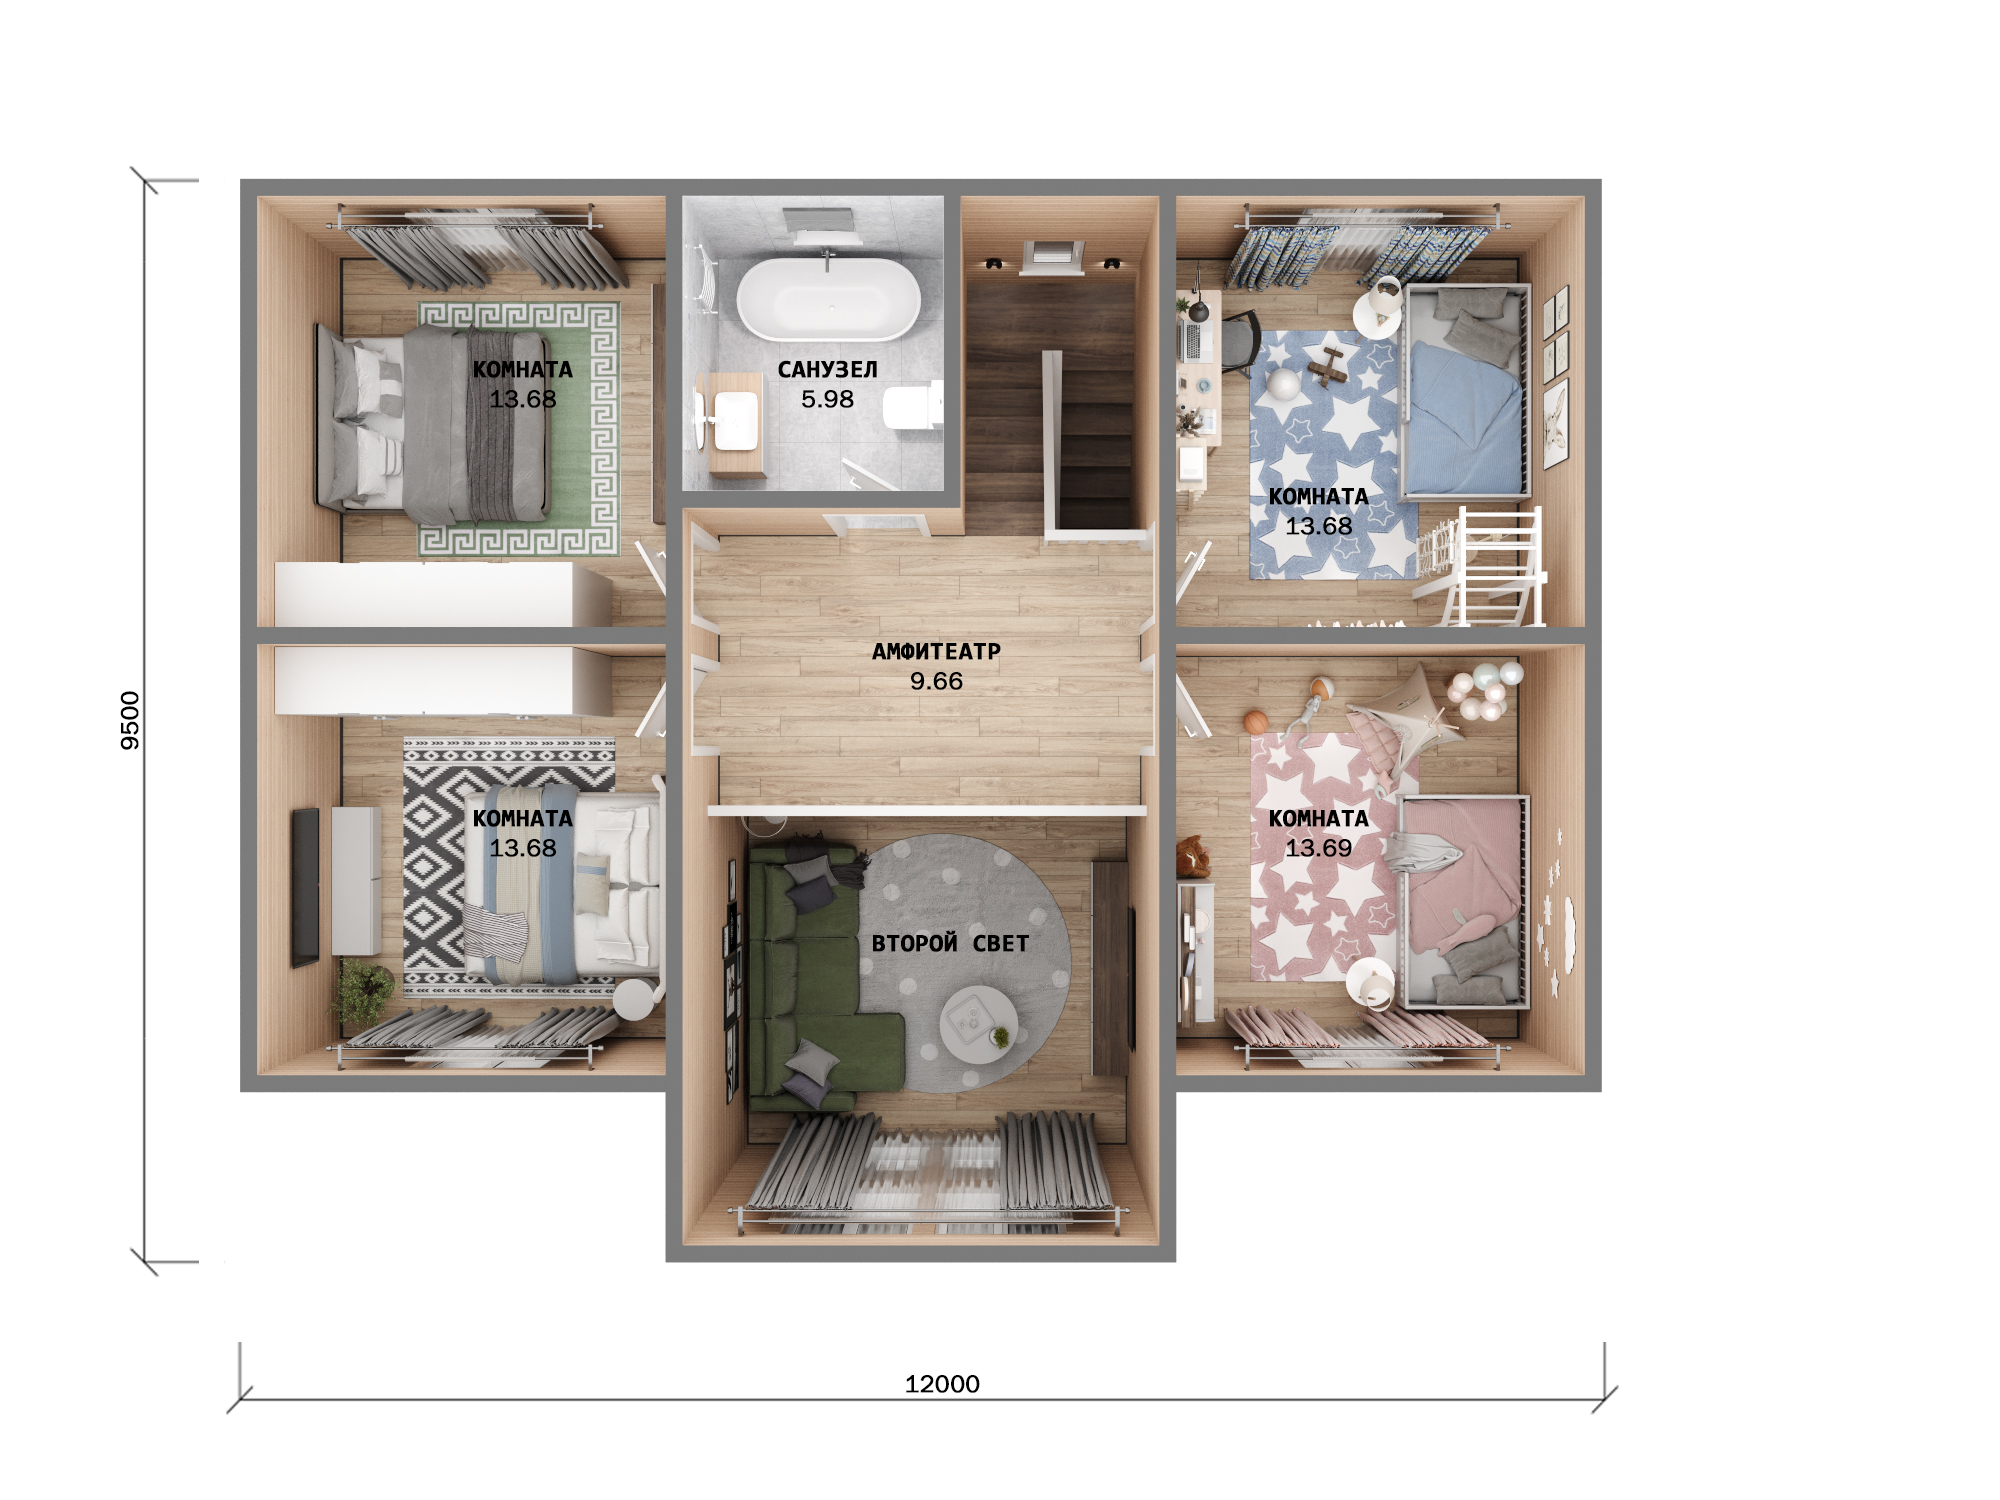 КОМНАТА
13.68
САНУЗЕЛ
5.98
КОМНАТА
13.68
АМФИТЕАТР
9.66
КОМНАТА
13.68
КОМНАТА
13.69
ВТОРОЙ СВЕТ
9500
12000